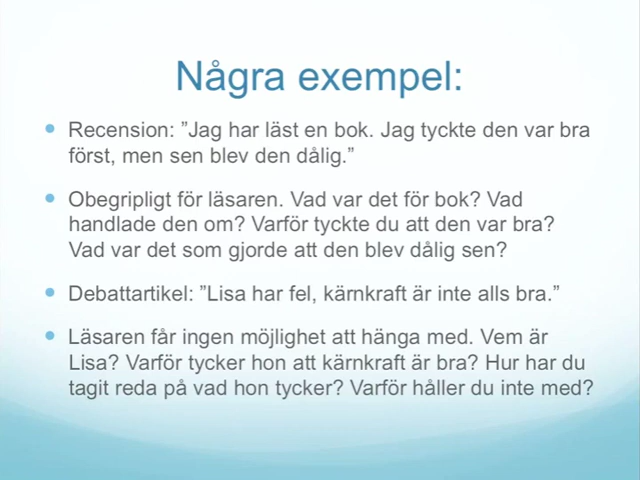 Några exempel:
Recension: ”Jag har läst en bok. Jag tyckte den var bra
först, men sen blev den dålig.”
Obegripligt för läsaren. Vad var det för bok? Vad
handlade den om? Varför tyckte du att den var bra?
Vad var det som gjorde att den blev dålig sen?
Debattartikel: ”Lisa har fel, kärnkraft är inte alls bra.”
Läsaren får ingen möjlighet att hänga med. Vem är
Lisa? Varför tycker hon att kärnkraft är bra? Hur har du
tagit reda på vad hon tycker? Varför håller du inte med?